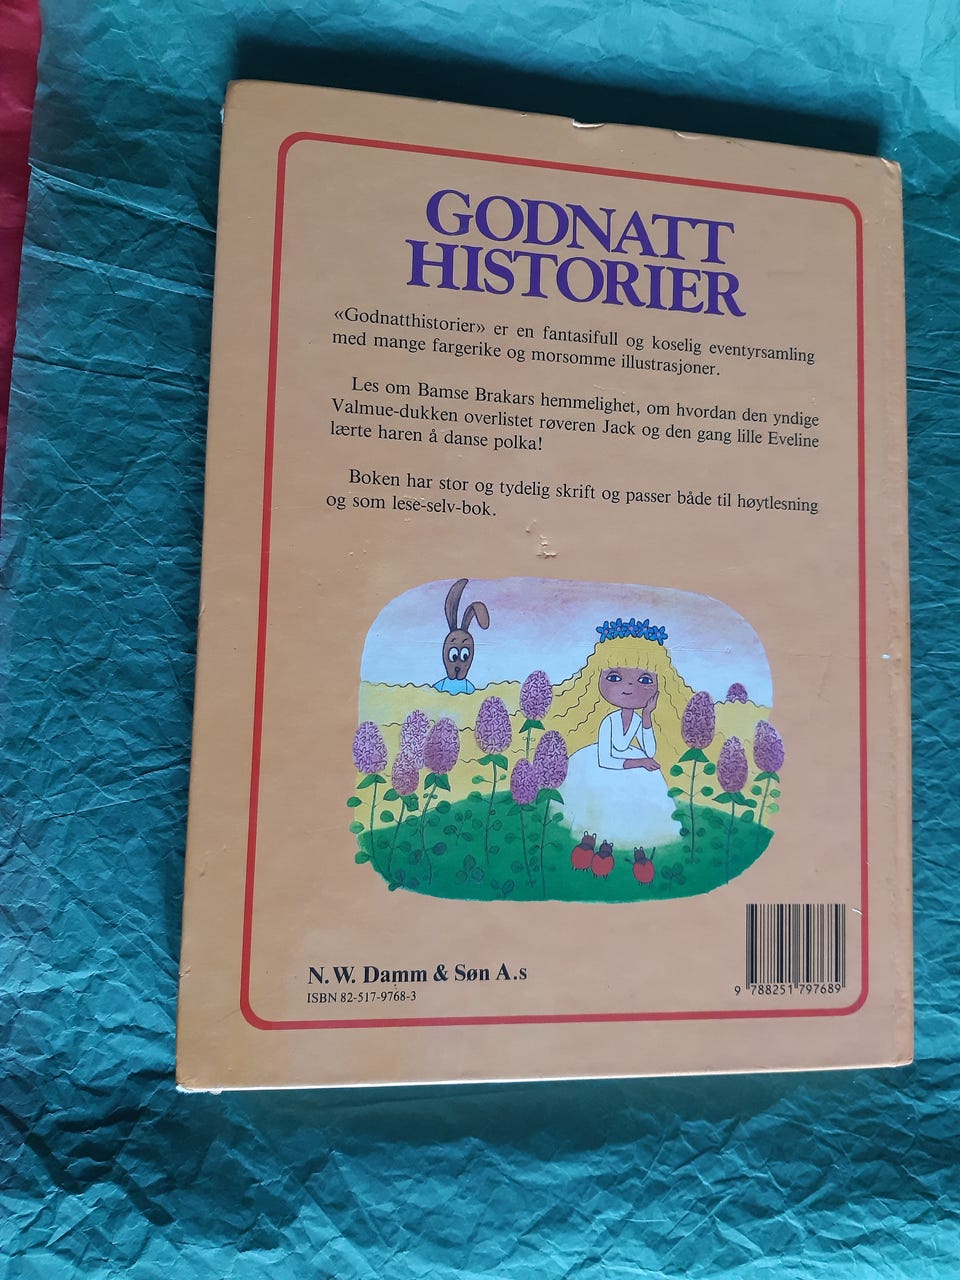 GODNATT
HISTORIER
«Godnatthistorier» er en fantasifull og koselig eventyrsamling
med mange fargerike og morsomme illustrasjoner.
Les om Bamse Brakars hemmelighet, om hvordan den yndige
Valmue-dukken overlistet røveren Jack og den gang lille Eveline
lærte haren å danse polka!
Boken har stor og tydelig skrift og passer både til høytlesning
og som lese-selv-bok.
N.W. Damm & Søn A.s
ISBN 82-517-9768-3
9 788251 797689